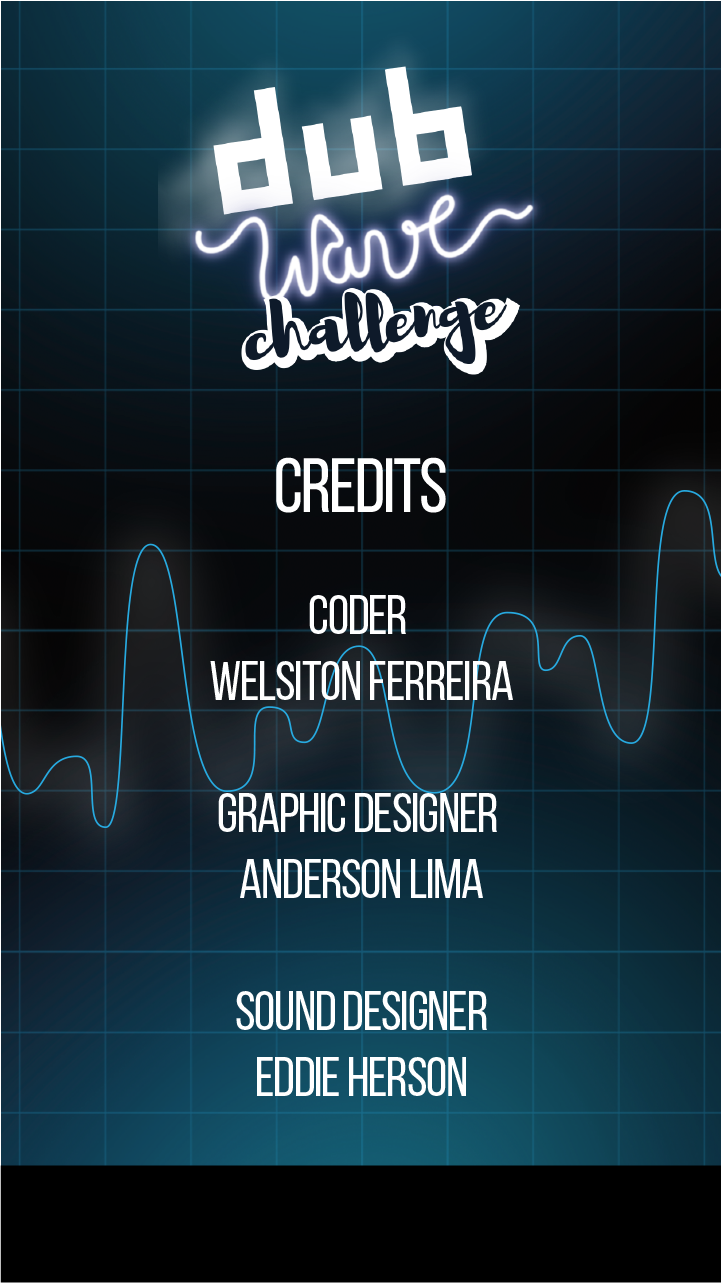 dub
wave
challenge
CREDITS
CODER
WELSITON FERREIRA
GRAPHIC DESIGNER
ANDERSON LIMA
SOUND DESIGNER
EDDIE HERSON